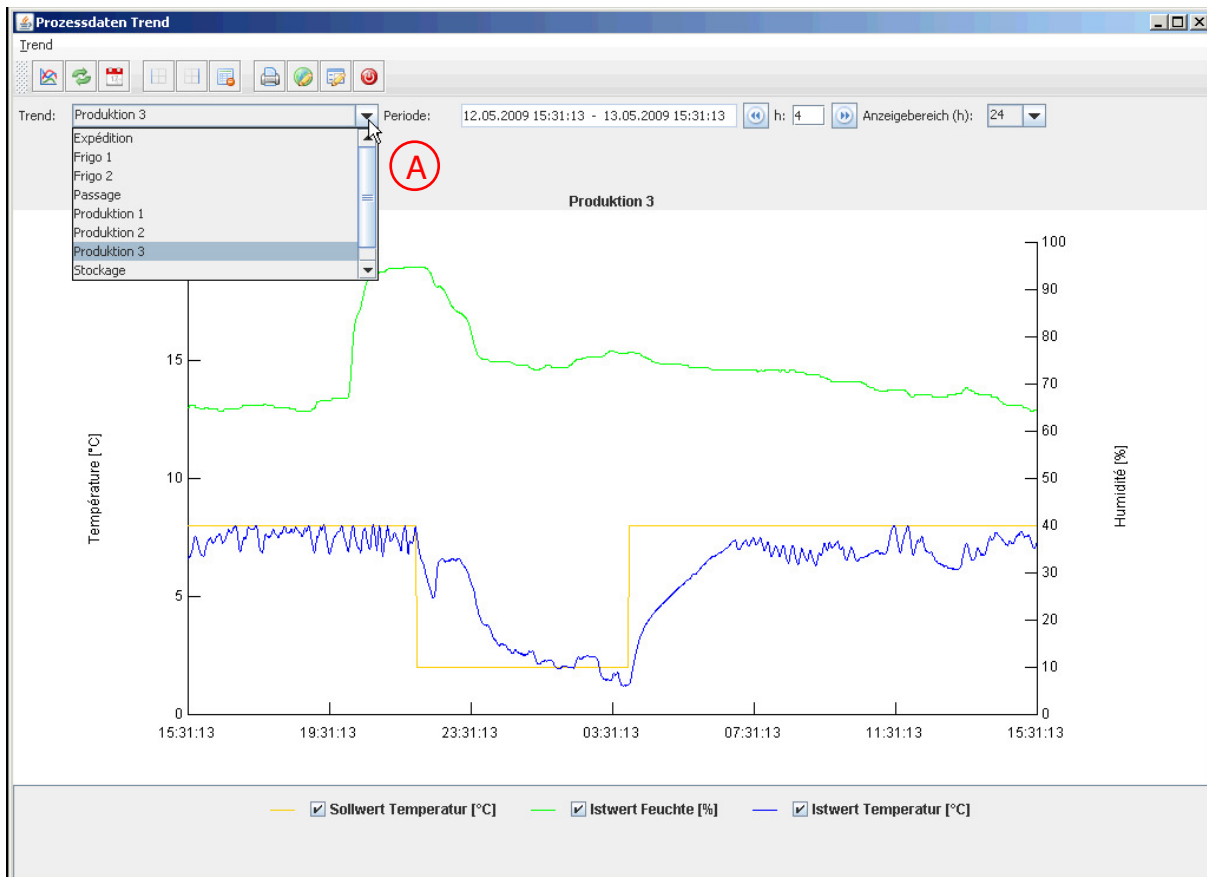 Prozessdaten Trend
Trend
Trend: Produktion 3 Periode: 12.05.2009 15:31:13 - 13.05.2009 15:31:13 h: 4 Anzeigebereich (h): 24
Expédition
Frigo 1
Frigo 2
Passage
Produktion 1
Produktion 2
Produktion 3
Stockage
A
Produktion 3
100
90
80
15
70
60
10
50
40
30
5
20
10
0
0
Température [°C]
Humidité [%]
15:31:13 19:31:13 23:31:13 03:31:13 07:31:13 11:31:13 15:31:13
Sollwert Temperatur [°C] Istwert Feuchte [%] Istwert Temperatur [°C]